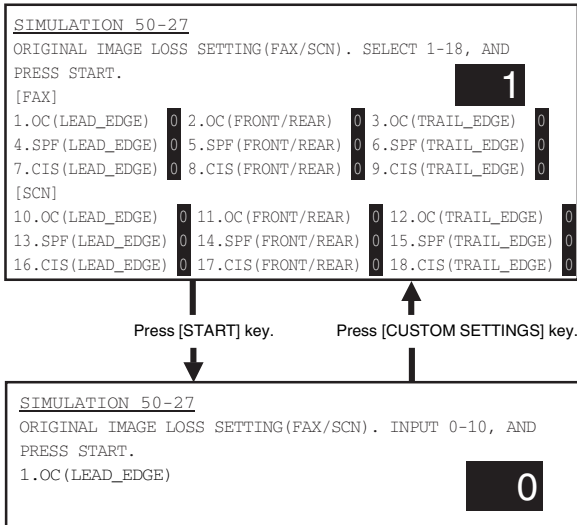 SIMULATION 50-27
ORIGINAL IMAGE LOSS SETTING(FAX/SCN). SELECT 1-18, AND
PRESS START.
1
[FAX]
1.OC(LEAD_EDGE) 0 2.OC(FRONT/REAR) 0 3.OC(TRAIL_EDGE) 0
4.SPF(LEAD_EDGE) 0 5.SPF(FRONT/REAR) 0 6.SPF(TRAIL_EDGE) 0
7.CIS(LEAD_EDGE) 0 8.CIS(FRONT/REAR) 0 9.CIS(TRAIL_EDGE) 0
[SCN]
10.OC(LEAD_EDGE) 0 11.OC(FRONT/REAR) 0 12.OC(TRAIL_EDGE) 0
13.SPF(LEAD_EDGE) 0 14.SPF(FRONT/REAR) 0 15.SPF(TRAIL_EDGE) 0
16.CIS(LEAD_EDGE) 0 17.CIS(FRONT/REAR) 0 18.CIS(TRAIL_EDGE) 0
Press [START] key. Press [CUSTOM SETTINGS] key.
SIMULATION 50-27
ORIGINAL IMAGE LOSS SETTING(FAX/SCN). INPUT 0-10, AND
PRESS START.
1.OC(LEAD_EDGE)
0